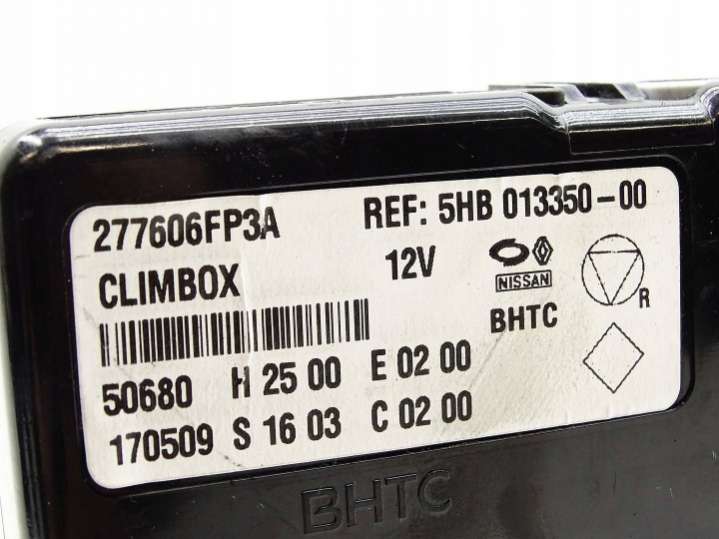 277606FP3A REF: 5HB 013350-00
CLIMBOX 12V
NISSAN
BHTC
R
50680 H 25 00 E 02 00
170509 S 16 03 C 02 00
BHTC